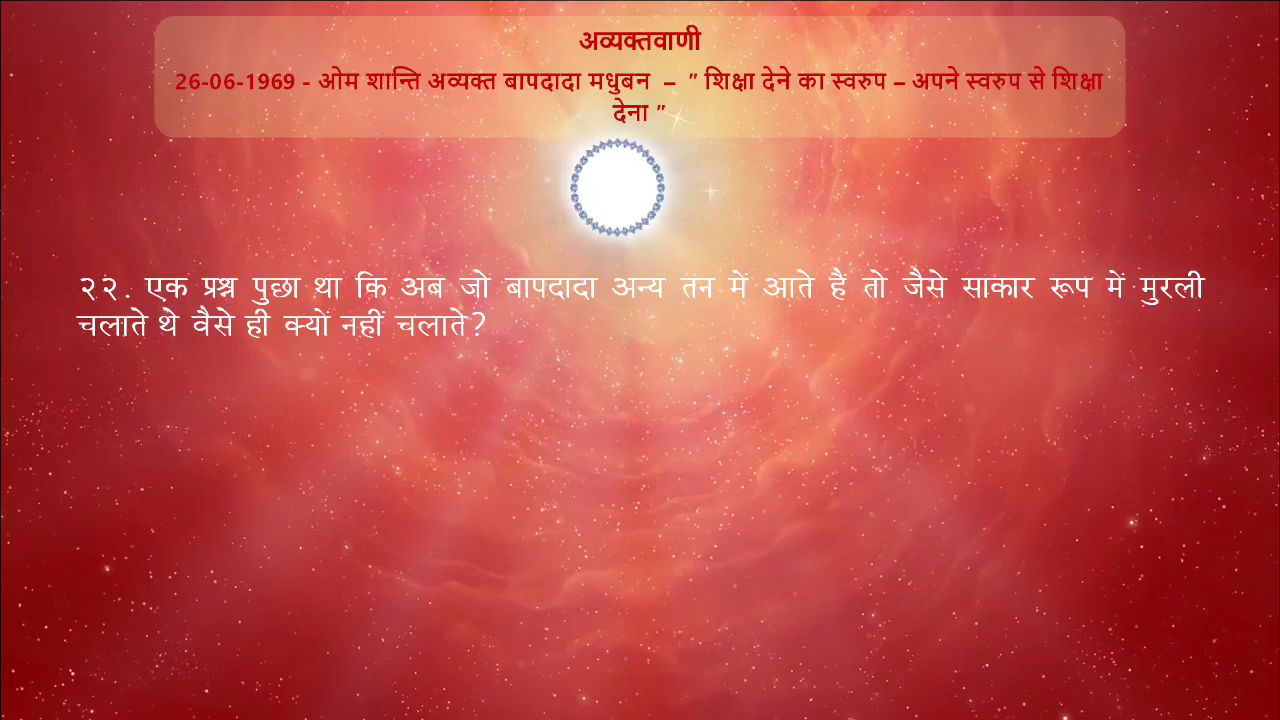 अव्यक्तवाणी
26-06-1969 - ओम शान्ति अव्यक्त बापदादा मधुबन – " शिक्षा देने का स्वरुप – अपने स्वरुप से शिक्षा
देना "
२२. एक प्रश्न पुछा था कि अब जो बापदादा अन्य तन में आते हैं तो जैसे साकार रूप में मुरली
चलाते थे वैसे ही क्यों नहीं चलाते?